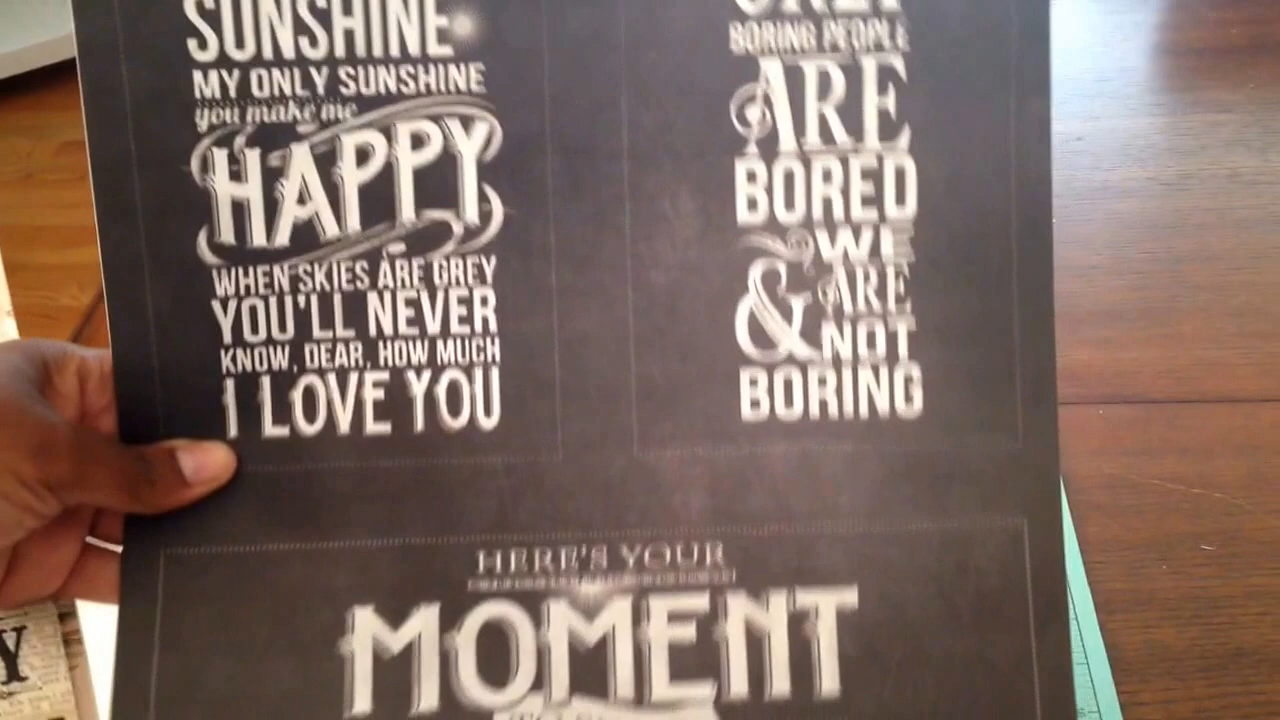 SUNSHINE
MY ONLY SUNSHINE
you make me
HAPPY
WHEN SKIES ARE GREY
YOU'LL NEVER
KNOW, DEAR, HOW MUCH
I LOVE YOU
ONLY
BORING PEOPLE
ARE
BORED
WE
& ARE
NOT
BORING
HERE'S YOUR
MOMENT
Y